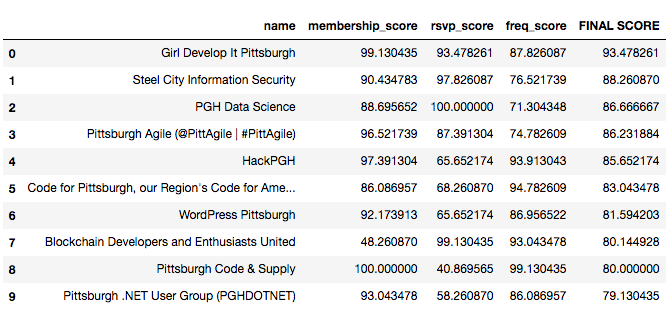 name membership_score rsvp_score freq_score FINAL SCORE
0 Girl Develop It Pittsburgh 99.130435 93.478261 87.826087 93.478261
1 Steel City Information Security 90.434783 97.826087 76.521739 88.260870
2 PGH Data Science 88.695652 100.000000 71.304348 86.666667
3 Pittsburgh Agile (@PittAgile | #PittAgile) 96.521739 87.391304 74.782609 86.231884
4 HackPGH 97.391304 65.652174 93.913043 85.652174
5 Code for Pittsburgh, our Region's Code for Ame... 86.086957 68.260870 94.782609 83.043478
6 WordPress Pittsburgh 92.173913 65.652174 86.956522 81.594203
7 Blockchain Developers and Enthusiasts United 48.260870 99.130435 93.043478 80.144928
8 Pittsburgh Code & Supply 100.000000 40.869565 99.130435 80.000000
9 Pittsburgh .NET User Group (PGHDOTNET) 93.043478 58.260870 86.086957 79.130435